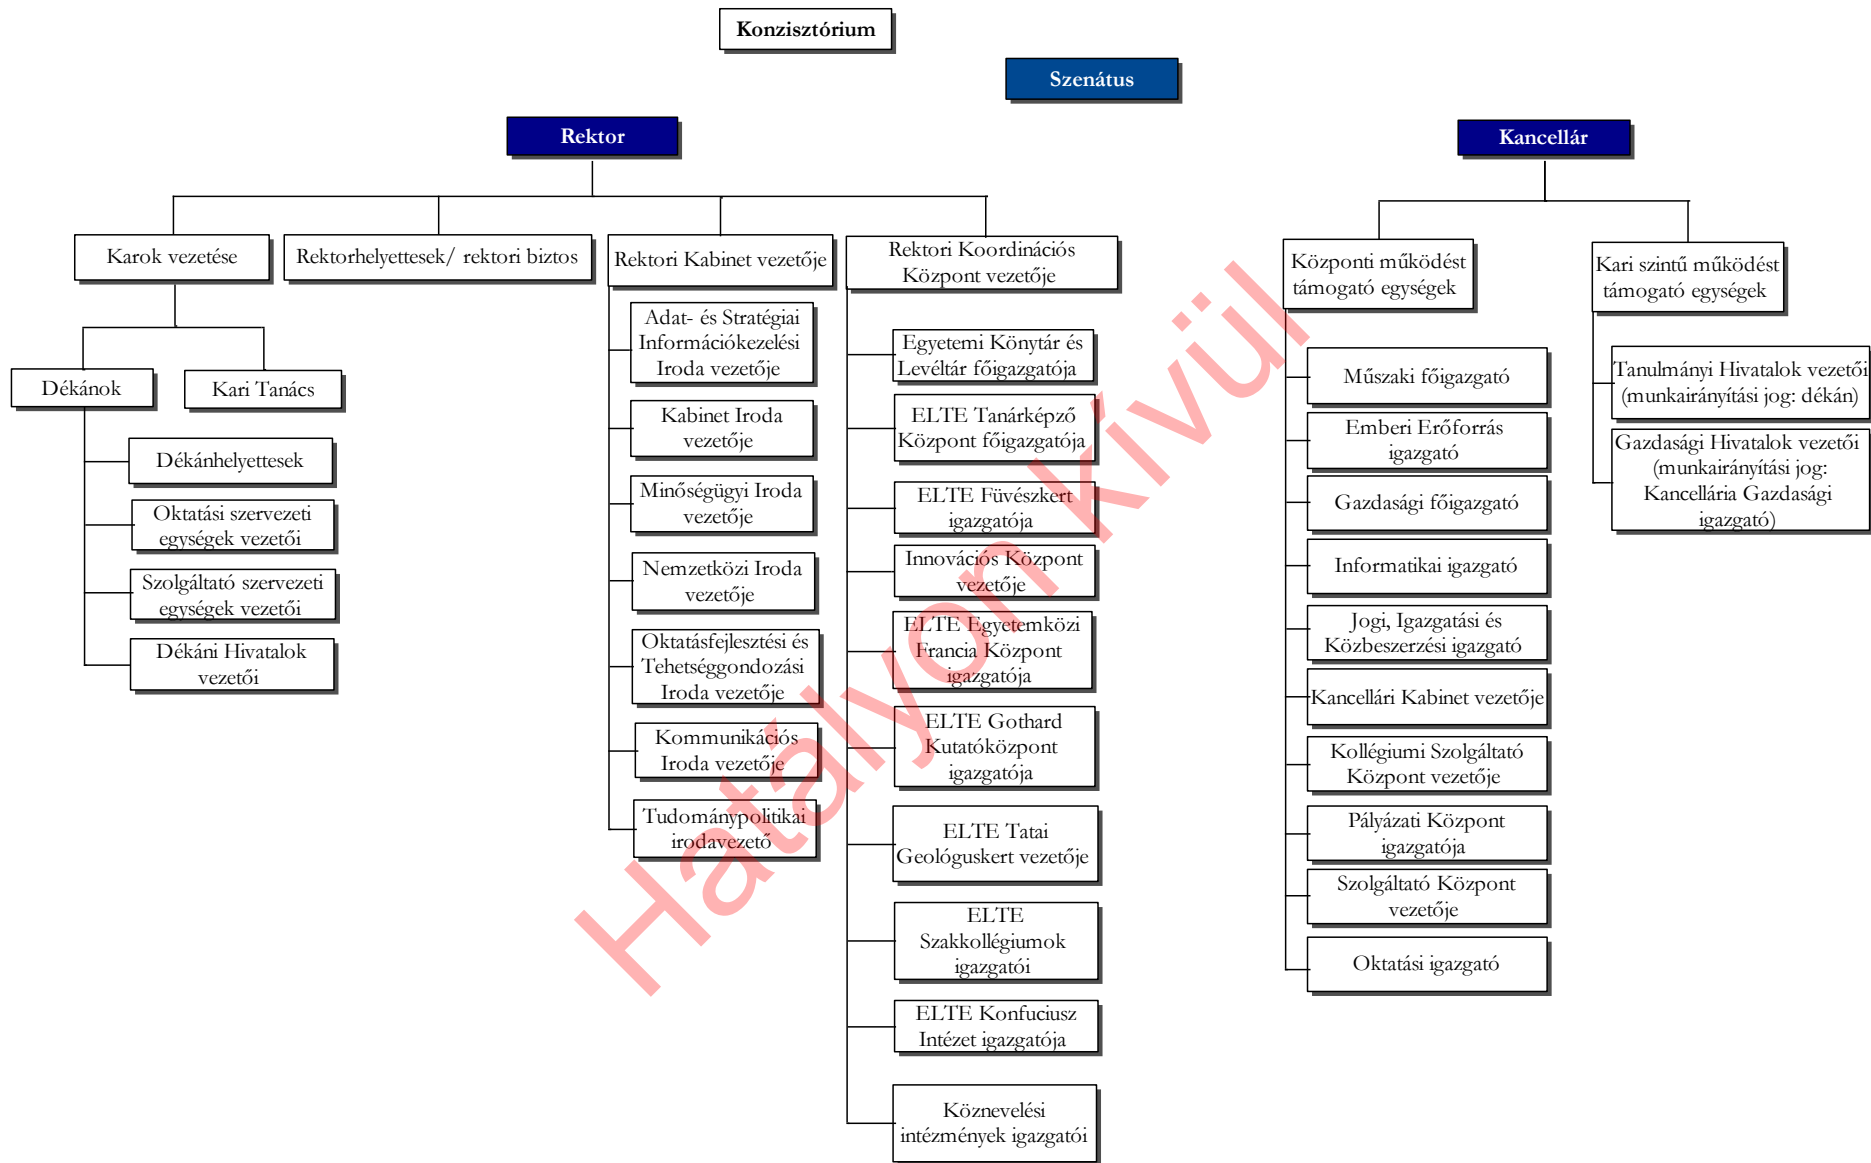 Konzisztórium
Szenátus
Rektor
Kancellár
Karok vezetése
Rektorhelyettesek/ rektori biztos
Rektori Kabinet vezetője
Rektori Koordinációs
Központ vezetője
Központi működést
támogató egységek
Kari szintű működést
támogató egységek
Dékánok
Kari Tanács
Dékánhelyettesek
Oktatási szervezeti
egységek vezetői
Szolgáltató szervezeti
egységek vezetői
Dékáni Hivatalok
vezetői
Adat- és Stratégiai
Információkezelési
Iroda vezetője
Kabinet Iroda
vezetője
Minőségügyi Iroda
vezetője
Nemzetközi Iroda
vezetője
Oktatásfejlesztési és
Tehetséggondozási
Iroda vezetője
Kommunikációs
Iroda vezetője
Tudománypolitikai
irodavezető
Egyetemi Könytár és
Levéltár főigazgatója
ELTE Tanárképző
Központ főigazgatója
ELTE Füvészkert
igazgatója
Innovációs Központ
vezetője
ELTE Egyetemközi
Francia Központ
igazgatója
ELTE Gothard
Kutatóközpont
igazgatója
ELTE Tatai
Geológuskert vezetője
ELTE
Szakkollégiumok
igazgatói
ELTE Konfuciusz
Intézet igazgatója
Köznevelési
intézmények igazgatói
Műszaki főigazgató
Emberi Erőforrás
igazgató
Gazdasági főigazgató
Informatikai igazgató
Jogi, Igazgatási és
Közbeszerzési igazgató
Kancellári Kabinet vezetője
Kollégiumi Szolgáltató
Központ vezetője
Pályázati Központ
igazgatója
Szolgáltató Központ
vezetője
Oktatási igazgató
Tanulmányi Hivatalok vezetői
(munkairányítási jog: dékán)
Gazdasági Hivatalok vezetői
(munkairányítási jog:
Kancellária Gazdasági
igazgató)
Hatályon kívül